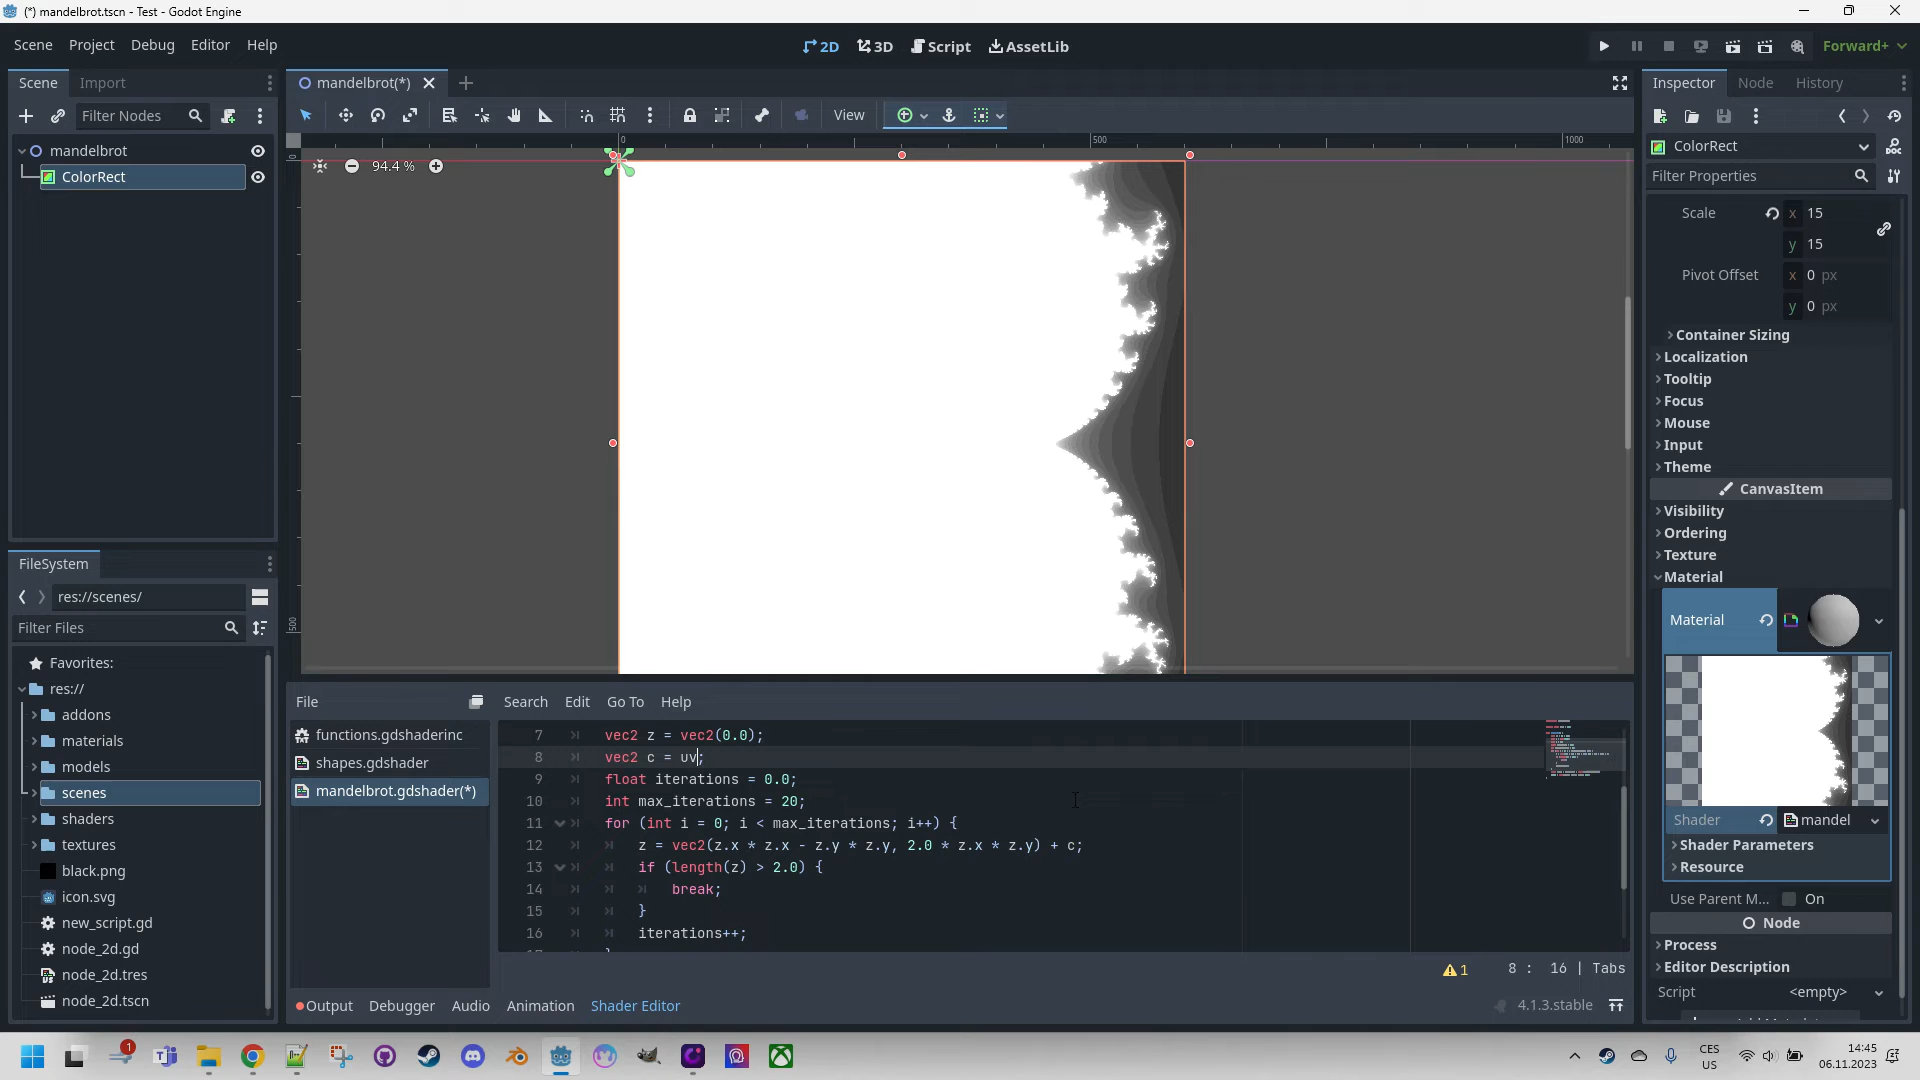 (*) mandelbrot.tscn - Test - Godot Engine
Scene Project Debug Editor Help
2D 3D Script AssetLib
Forward+
Scene Import
mandelbrot(*)
Inspector Node History
Filter Nodes
View
mandelbrot
ColorRect
0 500 1000
94.4 %
0
500
ColorRect
Filter Properties
Scale x 15
y 15
Pivot Offset x 0 px
y 0 px
Container Sizing
Localization
Tooltip
Focus
Mouse
Input
Theme
CanvasItem
Visibility
Ordering
Texture
Material
Material
Shader mandel
Shader Parameters
Resource
Use Parent M... On
Node
Process
Editor Description
Script <empty>
FileSystem
res://scenes/
Filter Files
Favorites:
res://
addons
materials
models
scenes
shaders
textures
black.png
icon.svg
new_script.gd
node_2d.gd
node_2d.tres
node_2d.tscn
File Search Edit Go To Help
functions.gdshaderinc
shapes.gdshader
mandelbrot.gdshader(*)
7 vec2 z = vec2(0.0);
8 vec2 c = uv;
9 float iterations = 0.0;
10 int max_iterations = 20;
11 for (int i = 0; i < max_iterations; i++) {
12 z = vec2(z.x * z.x - z.y * z.y, 2.0 * z.x * z.y) + c;
13 if (length(z) > 2.0) {
14 break;
15 }
16 iterations++;
1 8 : 16 | Tabs
Output Debugger Audio Animation Shader Editor
4.1.3.stable
1
CES
US
14:45
06.11.2023